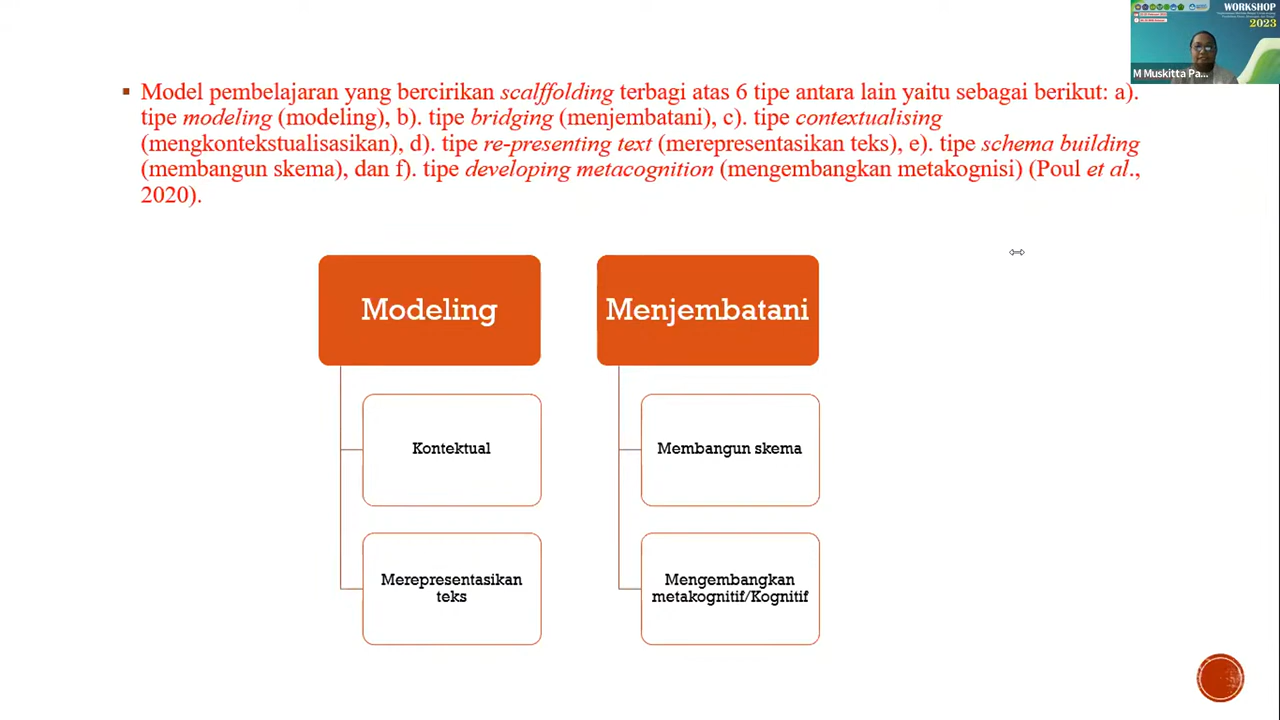 WORKSHOP
2023
M Muskitta Pa...
▪ Model pembelajaran yang bercirikan scalffolding terbagi atas 6 tipe antara lain yaitu sebagai berikut: a).
tipe modeling (modeling), b). tipe bridging (menjembatani), c). tipe contextualising
(mengkontekstualisasikan), d). tipe re-presenting text (merepresentasikan teks), e). tipe schema building
(membangun skema), dan f). tipe developing metacognition (mengembangkan metakognisi) (Poul et al.,
2020).
Modeling
Menjembatani
Kontektual
Membangun skema
Merepresentasikan
teks
Mengembangkan
metakognitif/Kognitif